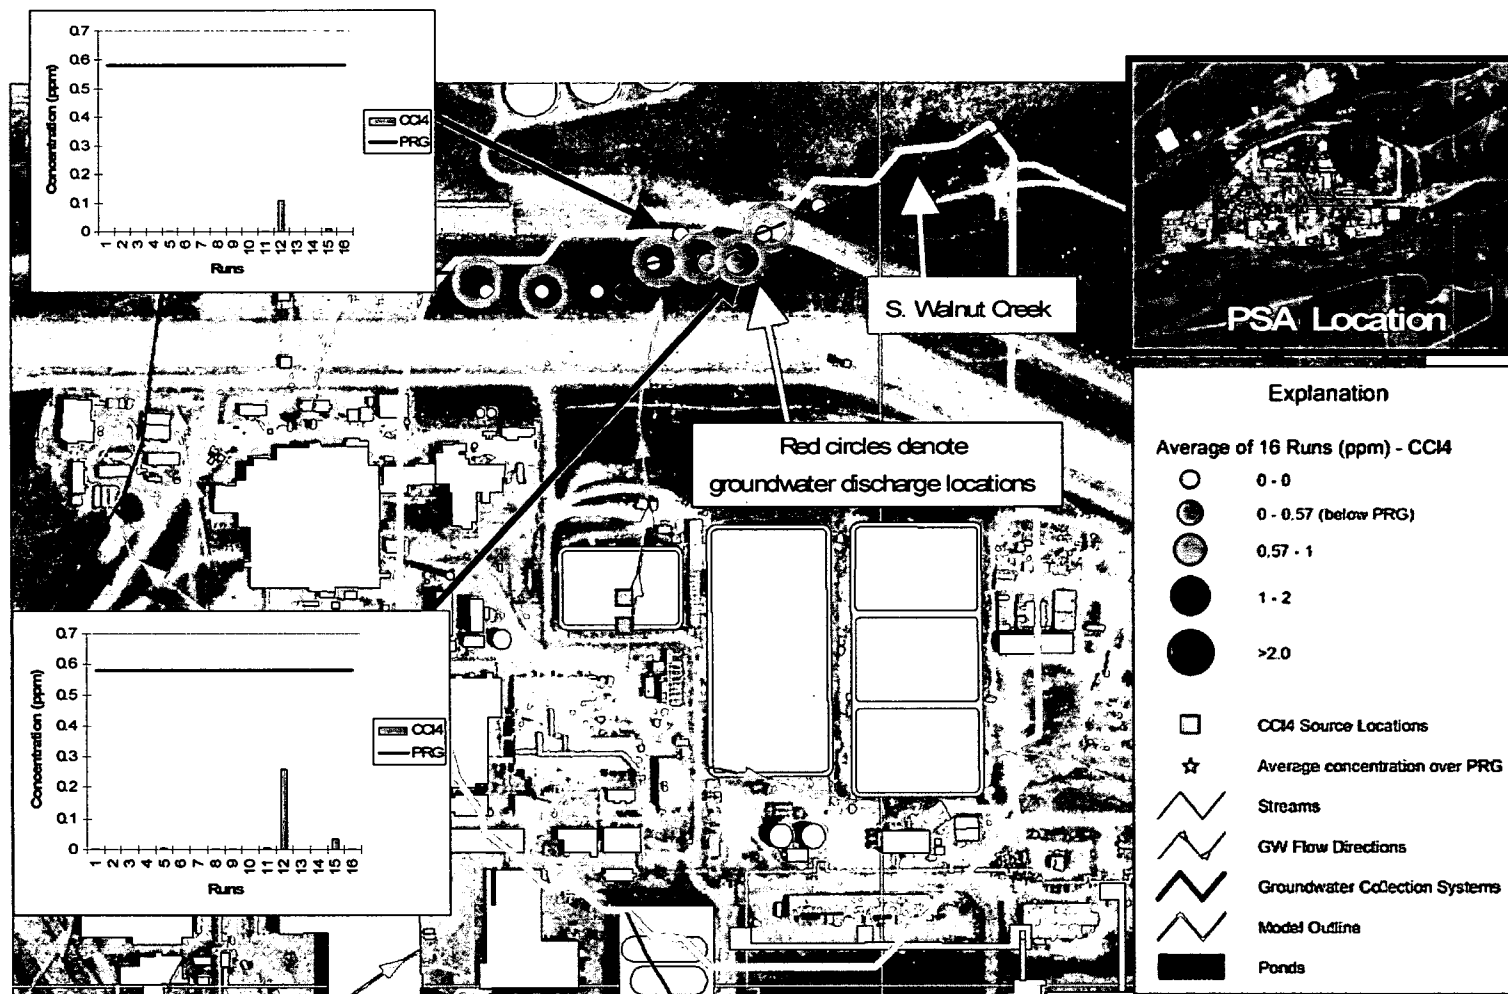 0.7
0.6
0.5
0.4
0.3
0.2
0.1
0
Concentration (ppm)
1 2 3 4 5 6 7 8 9 10 11 12 13 14 15 16
Runs
CCl4
PRG
S. Walnut Creek
Red circles denote
groundwater discharge locations
0.7
0.6
0.5
0.4
0.3
0.2
0.1
0
Concentration (ppm)
1 2 3 4 5 6 7 8 9 10 11 12 13 14 15 16
Runs
CCl4
PRG
PSA Location
Explanation
Average of 16 Runs (ppm) - CCl4
0 - 0
0 - 0.57 (below PRG)
0.57 - 1
1 - 2
>2.0
CCl4 Source Locations
Average concentration over PRG
Streams
GW Flow Directions
Groundwater Collection Systems
Model Outline
Ponds